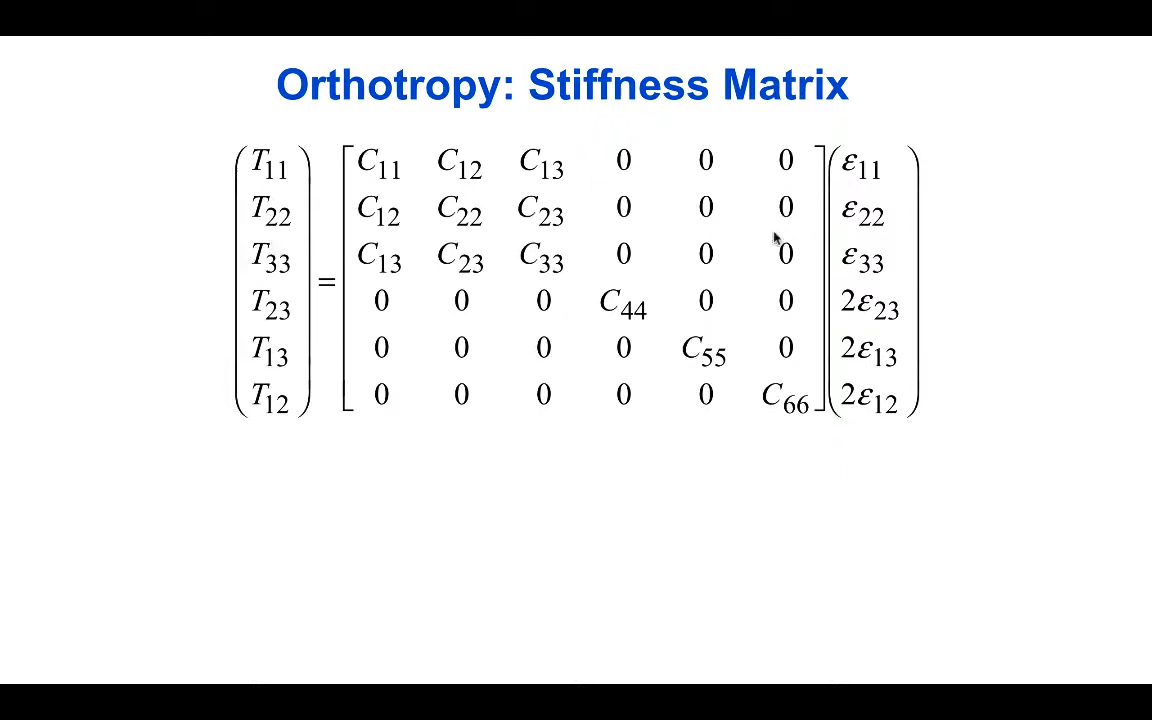 Orthotropy: Stiffness Matrix
T11 C11 C12 C13 0 0 0 ε11
T22 C12 C22 C23 0 0 0 ε22
T33 C13 C23 C33 0 0 0 ε33
=
T23 0 0 0 C44 0 0 2ε23
T13 0 0 0 0 C55 0 2ε13
T12 0 0 0 0 0 C66 2ε12